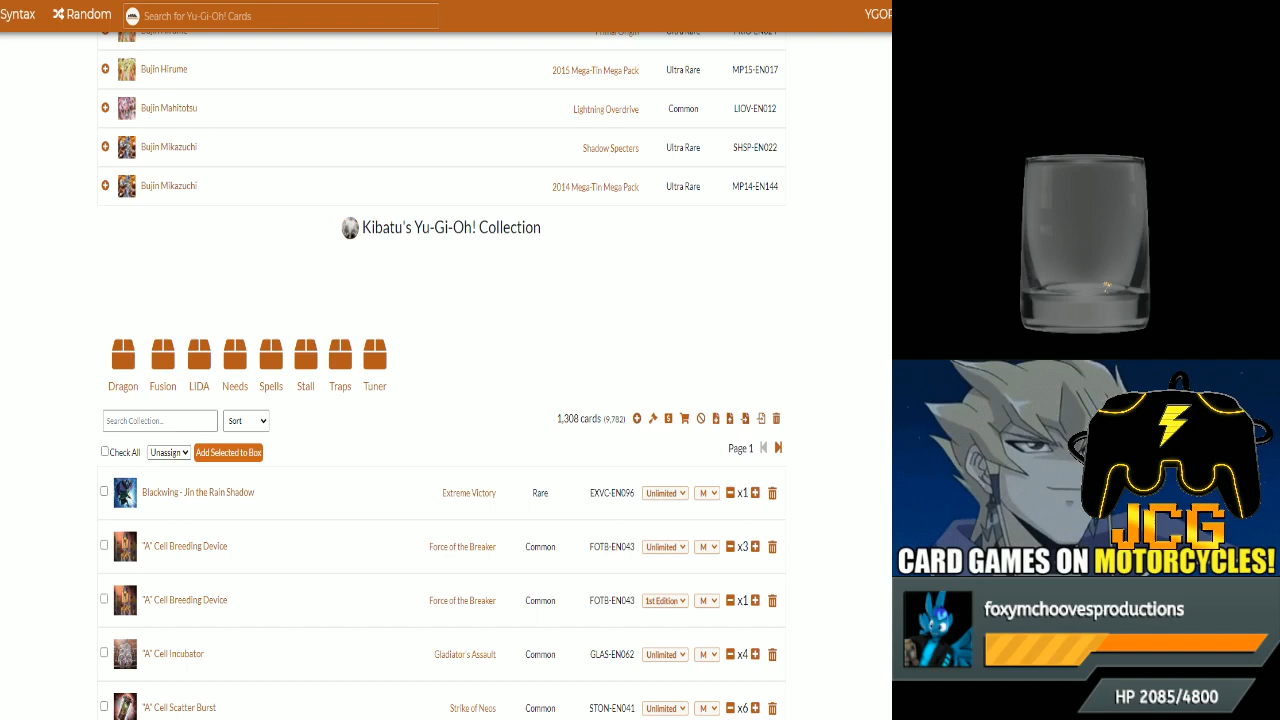 Syntax Random Search for Yu-Gi-Oh! Cards
Bujin Hirume 2015 Mega-Tin Mega Pack Ultra Rare MP15-EN017
Bujin Mahitotsu Lightning Overdrive Common LIOV-EN012
Bujin Mikazuchi Shadow Specters Ultra Rare SHSP-EN022
Bujin Mikazuchi 2014 Mega-Tin Mega Pack Ultra Rare MP14-EN144
Kibatu's Yu-Gi-Oh! Collection
Dragon Fusion LIDA Needs Spells Stall Traps Tuner
Search Collection... Sort 1,308 cards (9,782)
Check All Unassign Add Selected to Box Page 1
Blackwing - Jin the Rain Shadow Extreme Victory Rare EXVC-EN096 Unlimited M x1
"A" Cell Breeding Device Force of the Breaker Common FOTB-EN043 Unlimited M x3
"A" Cell Breeding Device Force of the Breaker Common FOTB-EN043 1st Edition M x1
"A" Cell Incubator Gladiator's Assault Common GLAS-EN062 Unlimited M x4
"A" Cell Scatter Burst Strike of Neos Common STON-EN041 Unlimited M x6
JCG
CARD GAMES ON MOTORCYCLES!
foxymchoovesproductions
HP 2085/4800